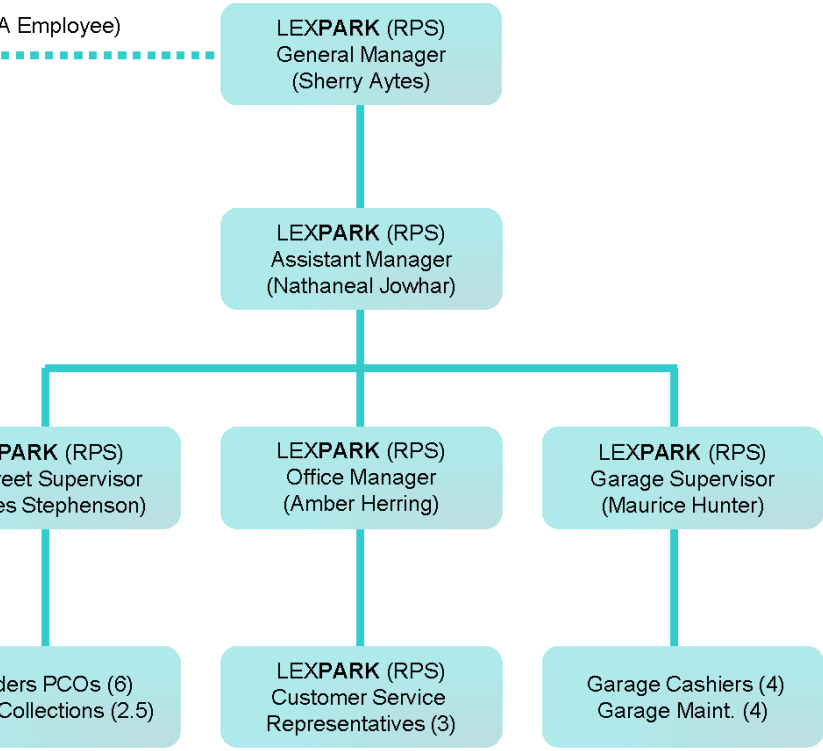 A Employee)
LEXPARK (RPS)
General Manager
(Sherry Aytes)
LEXPARK (RPS)
Assistant Manager
(Nathaneal Jowhar)
PARK (RPS)
reet Supervisor
es Stephenson)
LEXPARK (RPS)
Office Manager
(Amber Herring)
LEXPARK (RPS)
Garage Supervisor
(Maurice Hunter)
ders PCOs (6)
Collections (2.5)
LEXPARK (RPS)
Customer Service
Representatives (3)
Garage Cashiers (4)
Garage Maint. (4)